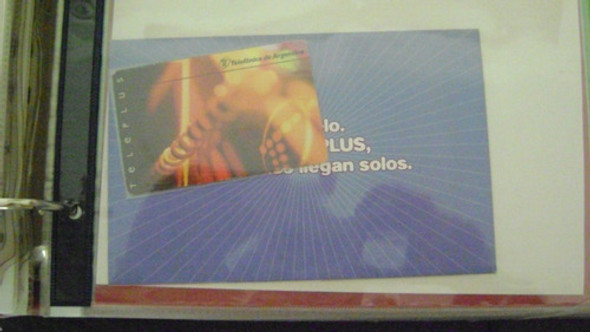 Telefónica de Argentina
TELEPLUS
lo.
PLUS,
llegan solos.